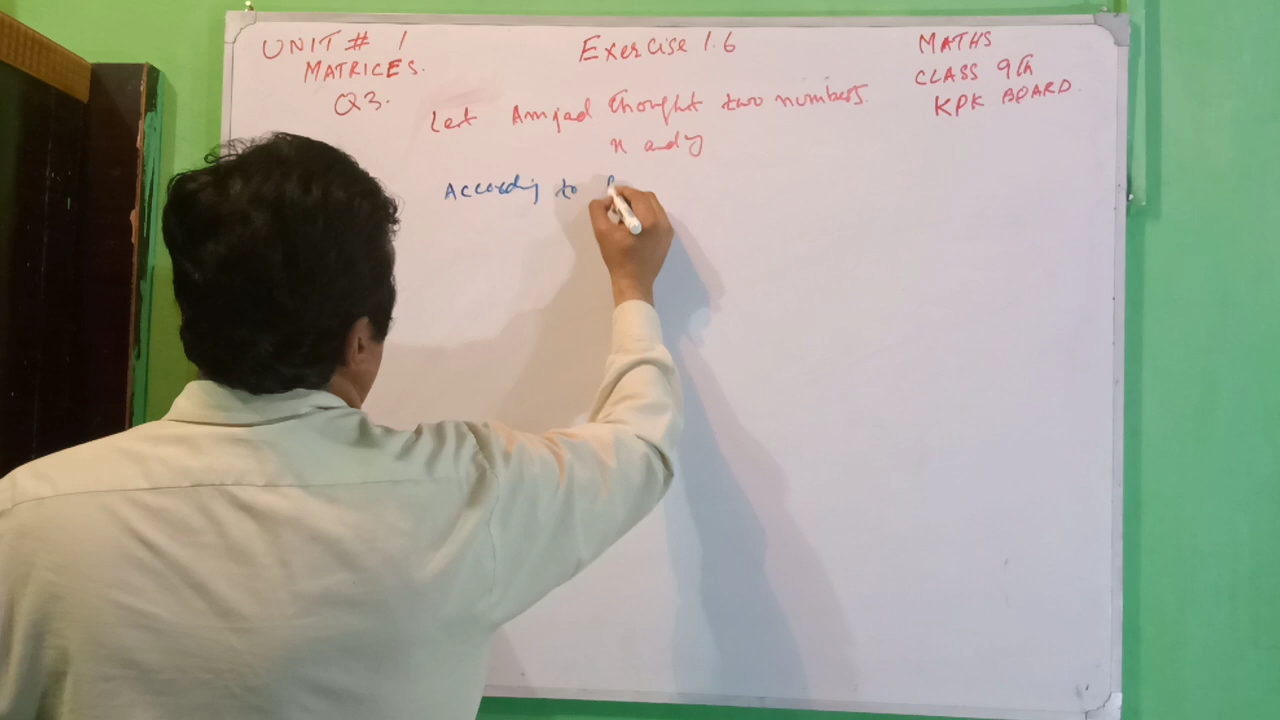 UNIT # 1
MATRICES.
Q3.
Exercise 1.6
MATHS
CLASS 9th
KPK BOARD.
Let Amjad thought two numbers.
x and y
According to